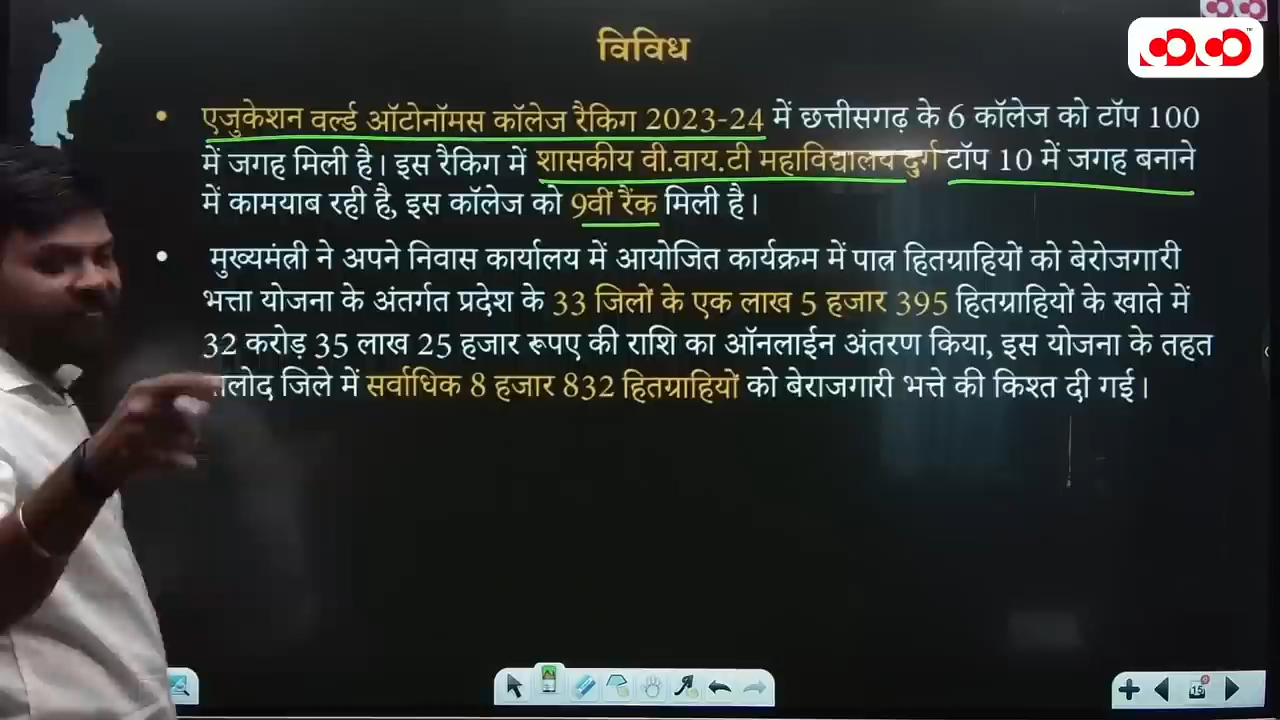 विविध
• एजुकेशन वर्ल्ड ऑटोनॉमस कॉलेज रैकिग 2023-24 में छत्तीसगढ़ के 6 कॉलेज को टॉप 100
में जगह मिली है। इस रैकिग में शासकीय वी.वाय.टी महाविद्यालय दुर्ग टॉप 10 में जगह बनाने
में कामयाब रही है, इस कॉलेज को 9वीं रैंक मिली है।
• मुख्यमंत्री ने अपने निवास कार्यालय में आयोजित कार्यक्रम में पात्र हितग्राहियों को बेरोजगारी
भत्ता योजना के अंतर्गत प्रदेश के 33 जिलों के एक लाख 5 हजार 395 हितग्राहियों के खाते में
32 करोड़ 35 लाख 25 हजार रूपए की राशि का ऑनलाईन अंतरण किया, इस योजना के तहत
जिले में सर्वाधिक 8 हजार 832 हितग्राहियों को बेराजगारी भत्ते की किश्त दी गई।
15